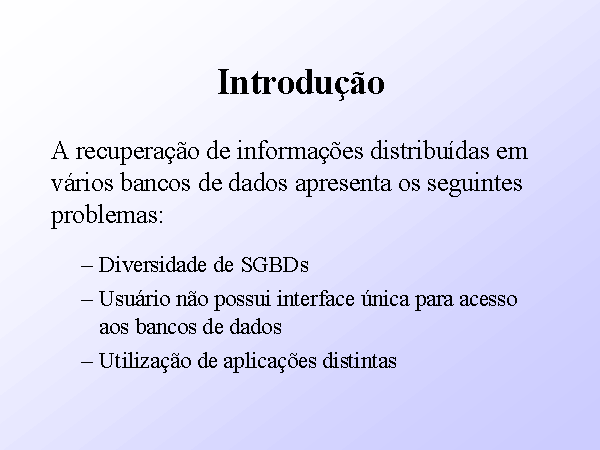 Introdução
A recuperação de informações distribuídas em
vários bancos de dados apresenta os seguintes
problemas:
– Diversidade de SGBDs
– Usuário não possui interface única para acesso
aos bancos de dados
– Utilização de aplicações distintas